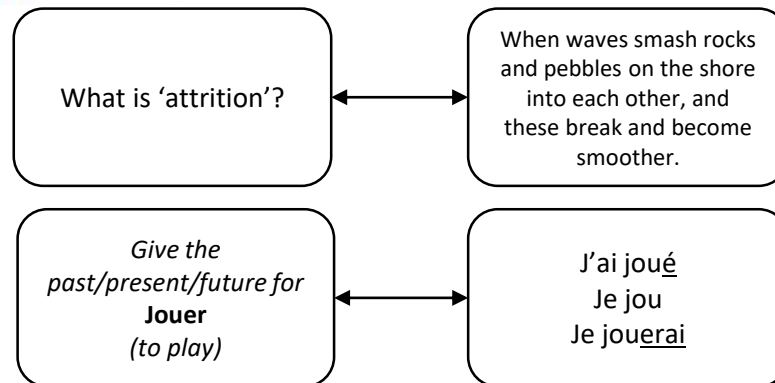 What is ‘attrition’?
When waves smash rocks
and pebbles on the shore
into each other, and
these break and become
smoother.
Give the
past/present/future for
Jouer
(to play)
J’ai joué
Je jou
Je jouerai